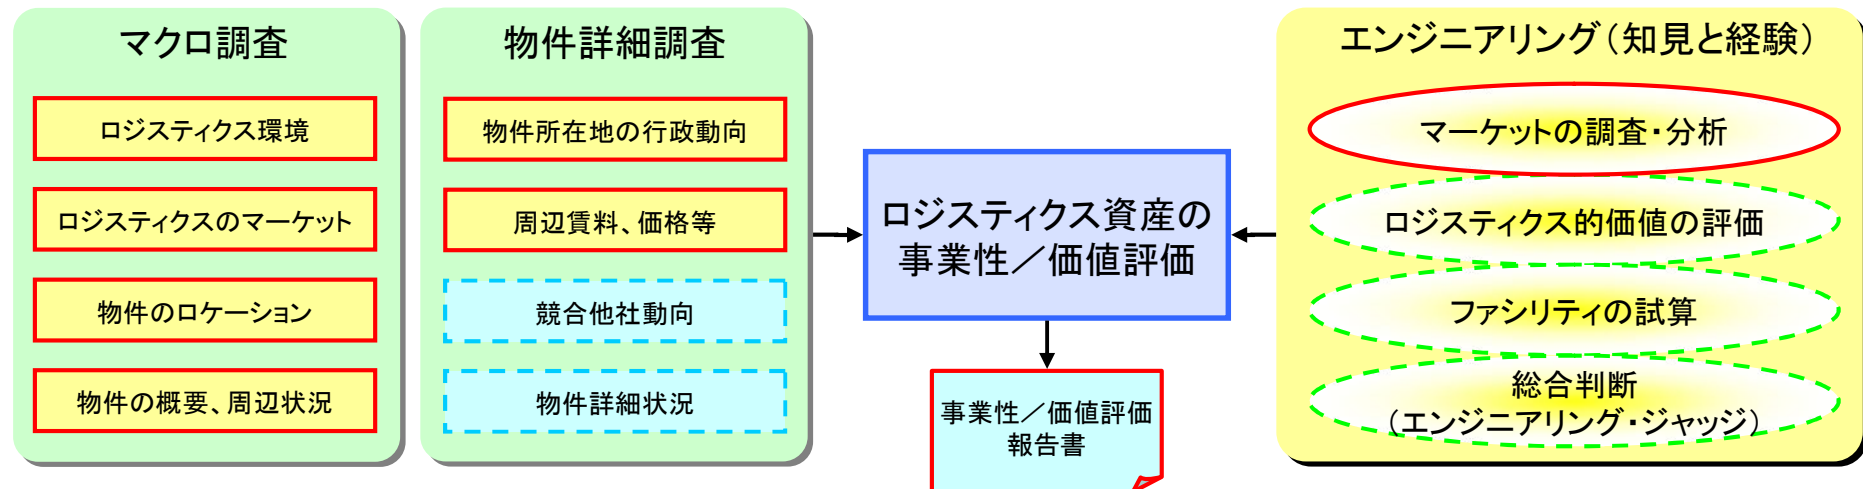 マクロ調査
ロジスティクス環境
ロジスティクスのマーケット
物件のロケーション
物件の概要、周辺状況
物件詳細調査
物件所在地の行政動向
周辺賃料、価格等
競合他社動向
物件詳細状況
ロジスティクス資産の
事業性／価値評価
事業性／価値評価
報告書
エンジニアリング（知見と経験）
マーケットの調査・分析
ロジスティクス的価値の評価
ファシリティの試算
総合判断
（エンジニアリング・ジャッジ）